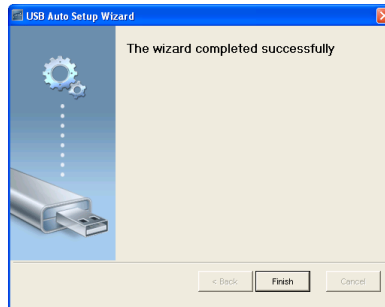 USB Auto Setup Wizard
The wizard completed successfully
< Back
Finish
Cancel